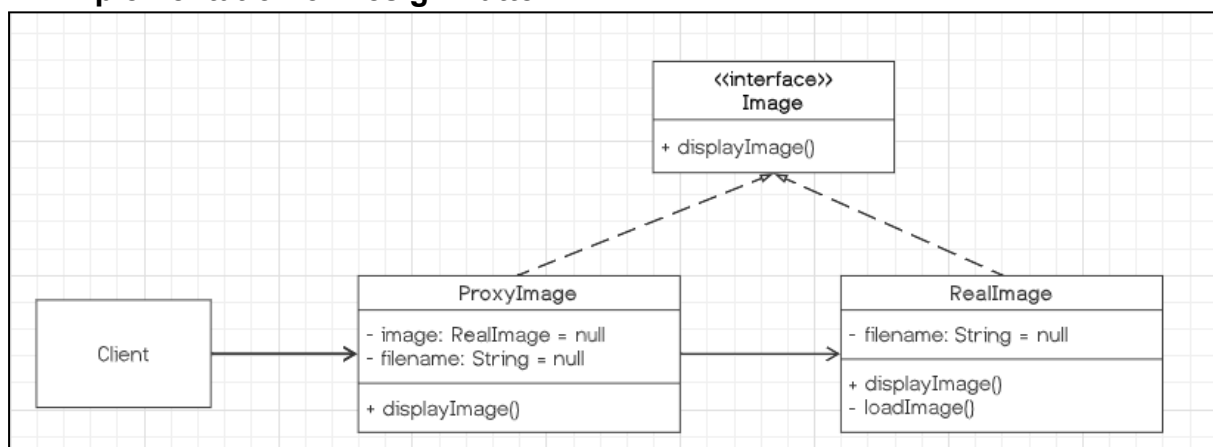 <<interface>>
Image
+ displayImage()
ProxyImage
- image: RealImage = null
- filename: String = null
+ displayImage()
RealImage
- filename: String = null
+ displayImage()
- loadImage()
Client